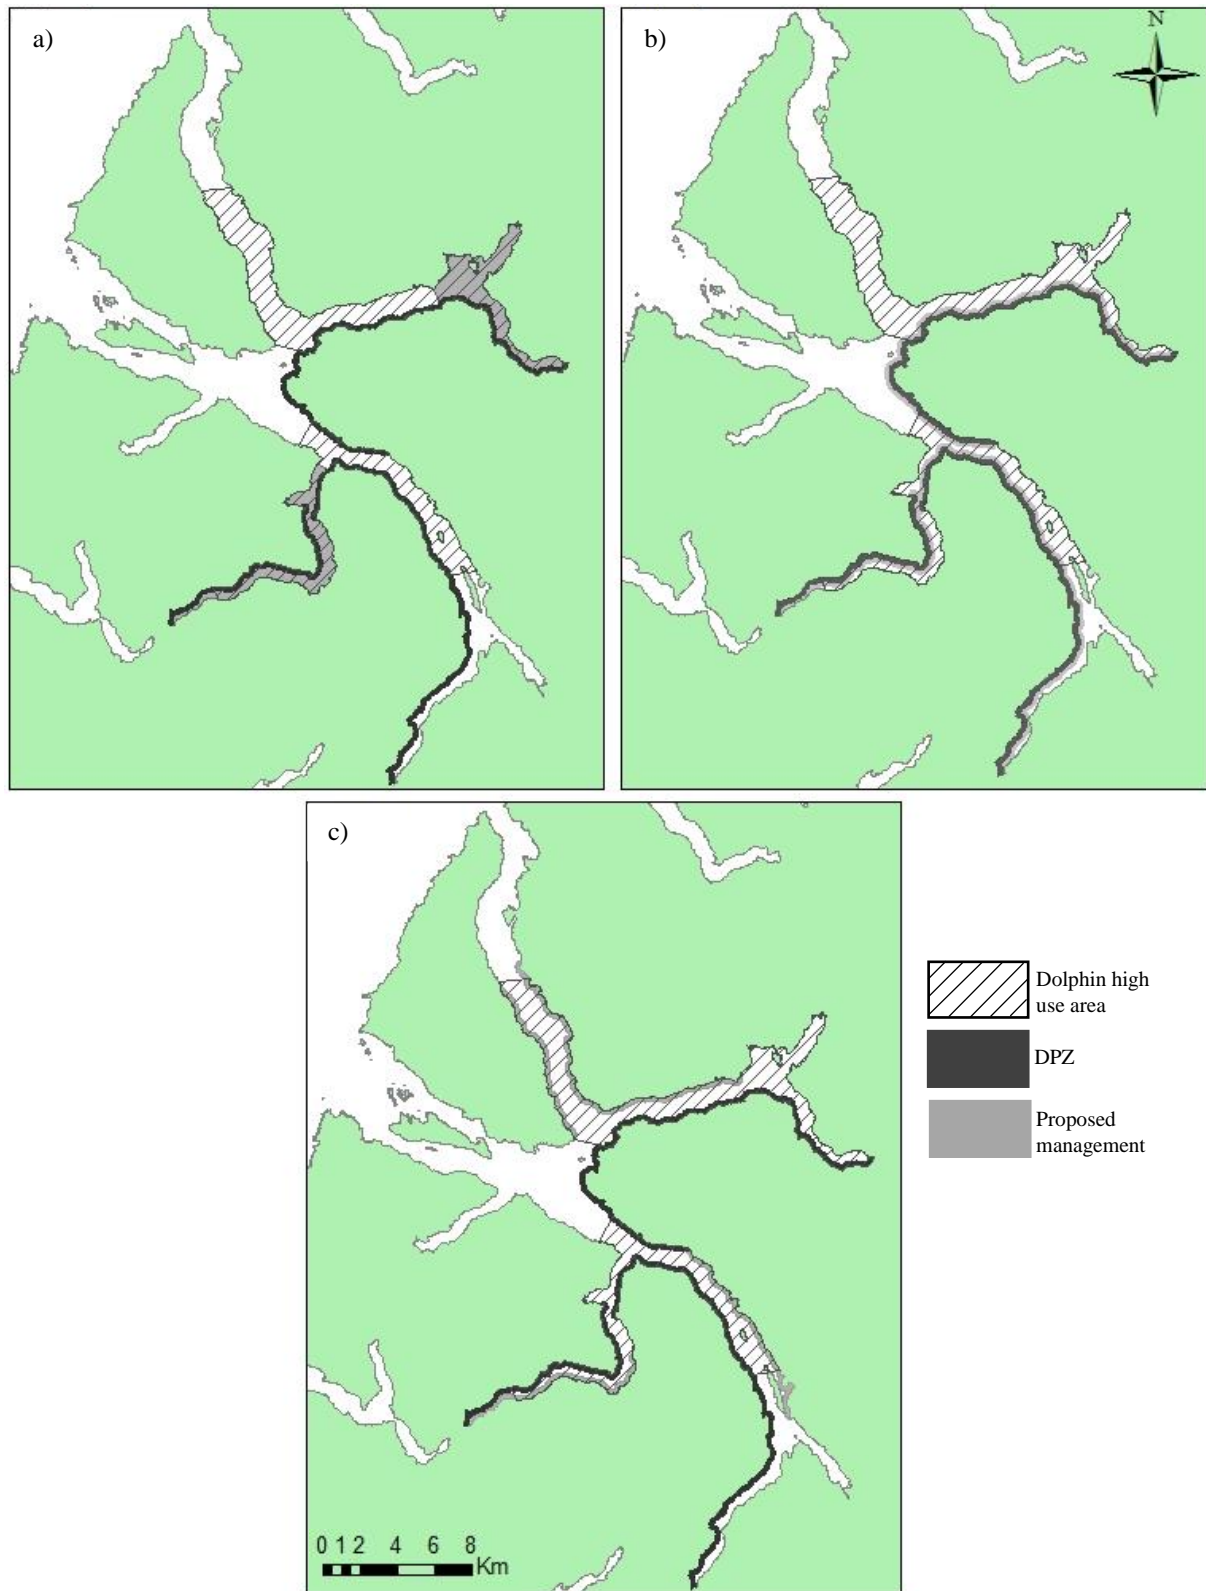 a)
b)
N
c)
Dolphin high
use area
DPZ
Proposed
management
0 1 2 4 6 8
Km